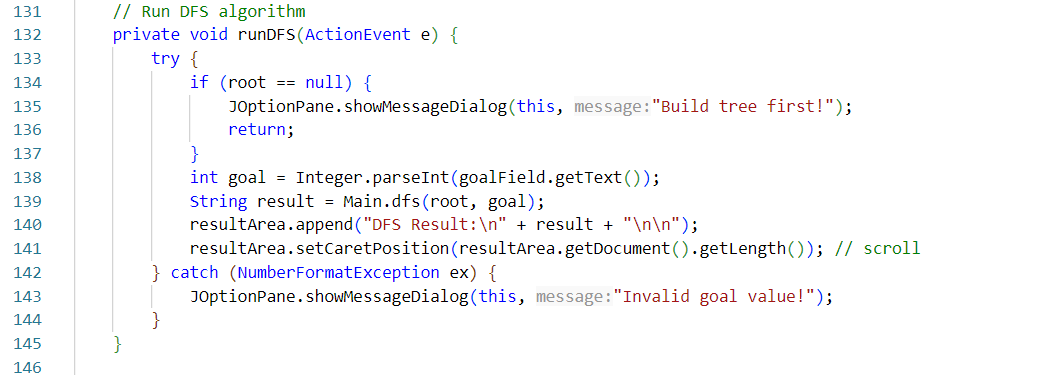 131 // Run DFS algorithm
132 private void runDFS(ActionEvent e) {
133 try {
134 if (root == null) {
135 JOptionPane.showMessageDialog(this, message:"Build tree first!");
136 return;
137 }
138 int goal = Integer.parseInt(goalField.getText());
139 String result = Main.dfs(root, goal);
140 resultArea.append("DFS Result:\n" + result + "\n\n");
141 resultArea.setCaretPosition(resultArea.getDocument().getLength()); // scroll
142 } catch (NumberFormatException ex) {
143 JOptionPane.showMessageDialog(this, message:"Invalid goal value!");
144 }
145 }
146